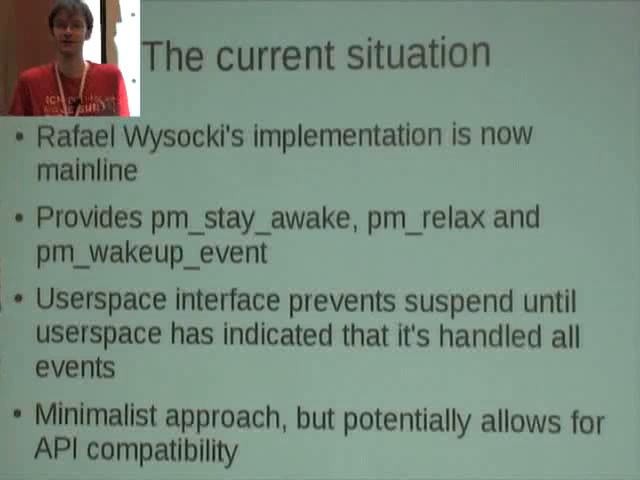 The current situation
• Rafael Wysocki's implementation is now
mainline
• Provides pm_stay_awake, pm_relax and
pm_wakeup_event
• Userspace interface prevents suspend until
userspace has indicated that it's handled all
events
• Minimalist approach, but potentially allows for
API compatibility